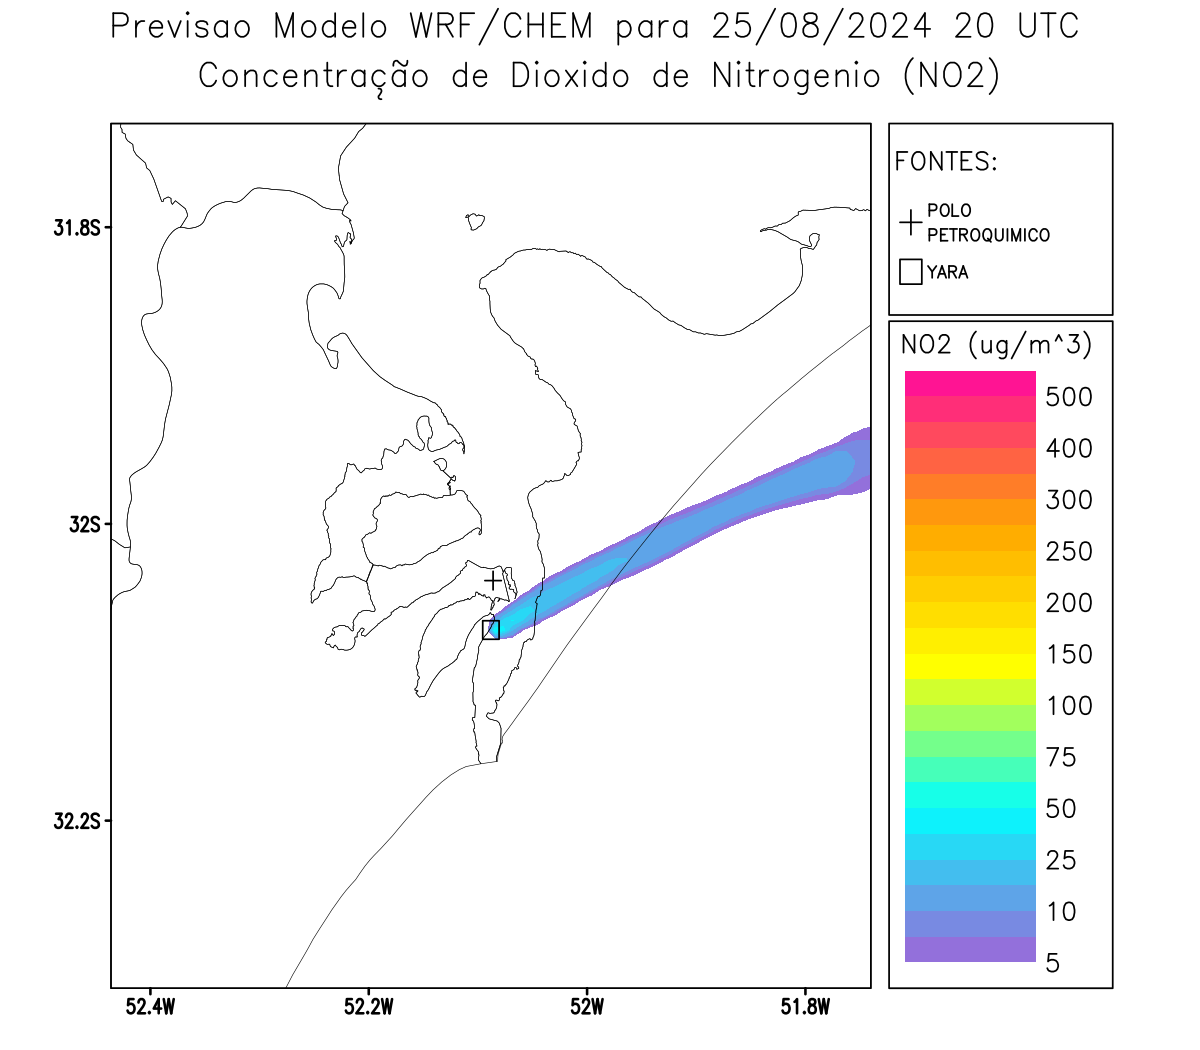 Previsao Modelo WRF/CHEM para 25/08/2024 20 UTC
Concentração de Dioxido de Nitrogenio (NO2)
FONTES:
POLO
PETROQUIMICO
YARA
NO2 (ug/m^3)
500
400
300
250
200
150
100
75
50
25
10
5
31.8S
32S
32.2S
52.4W
52.2W
52W
51.8W